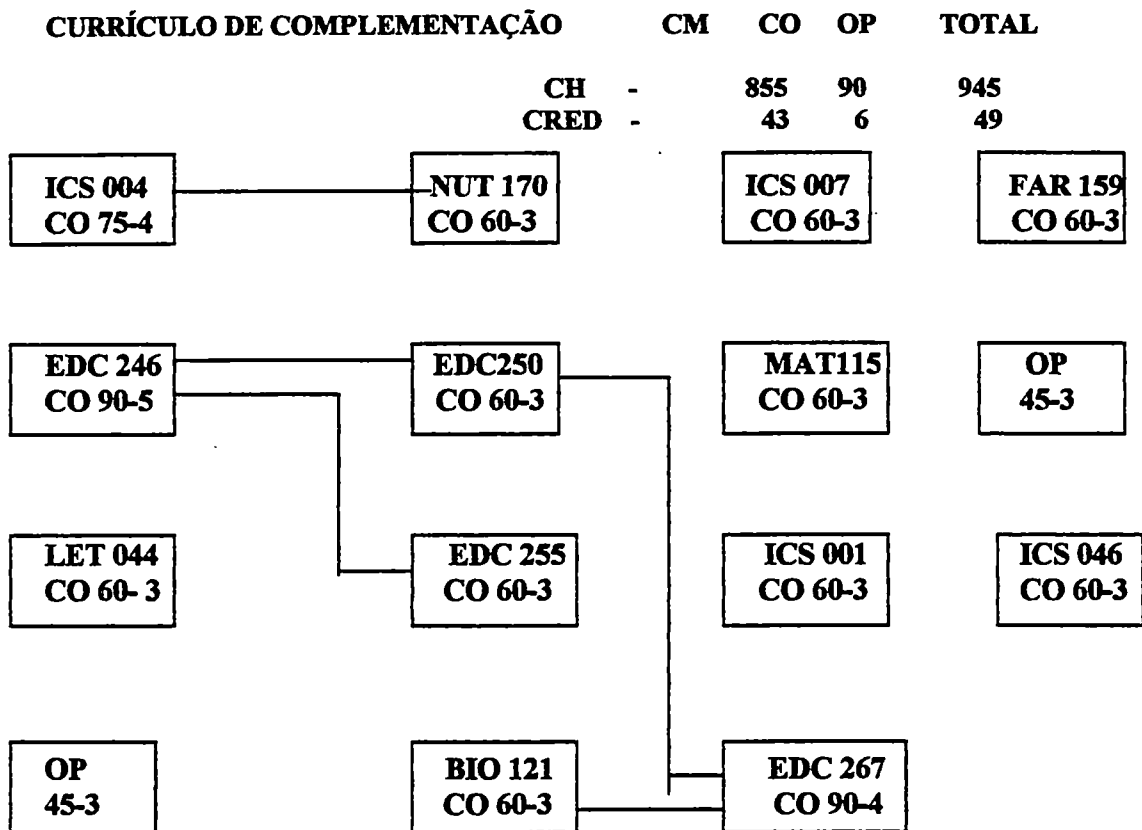 CURRÍCULO DE COMPLEMENTAÇÃO CM CO OP TOTAL
CH - 855 90 945
CRED - 43 6 49
ICS 004
CO 75-4
NUT 170
CO 60-3
ICS 007
CO 60-3
FAR 159
CO 60-3
EDC 246
CO 90-5
EDC250
CO 60-3
MAT115
CO 60-3
OP
45-3
LET 044
CO 60- 3
EDC 255
CO 60-3
ICS 001
CO 60-3
ICS 046
CO 60-3
OP
45-3
BIO 121
CO 60-3
EDC 267
CO 90-4